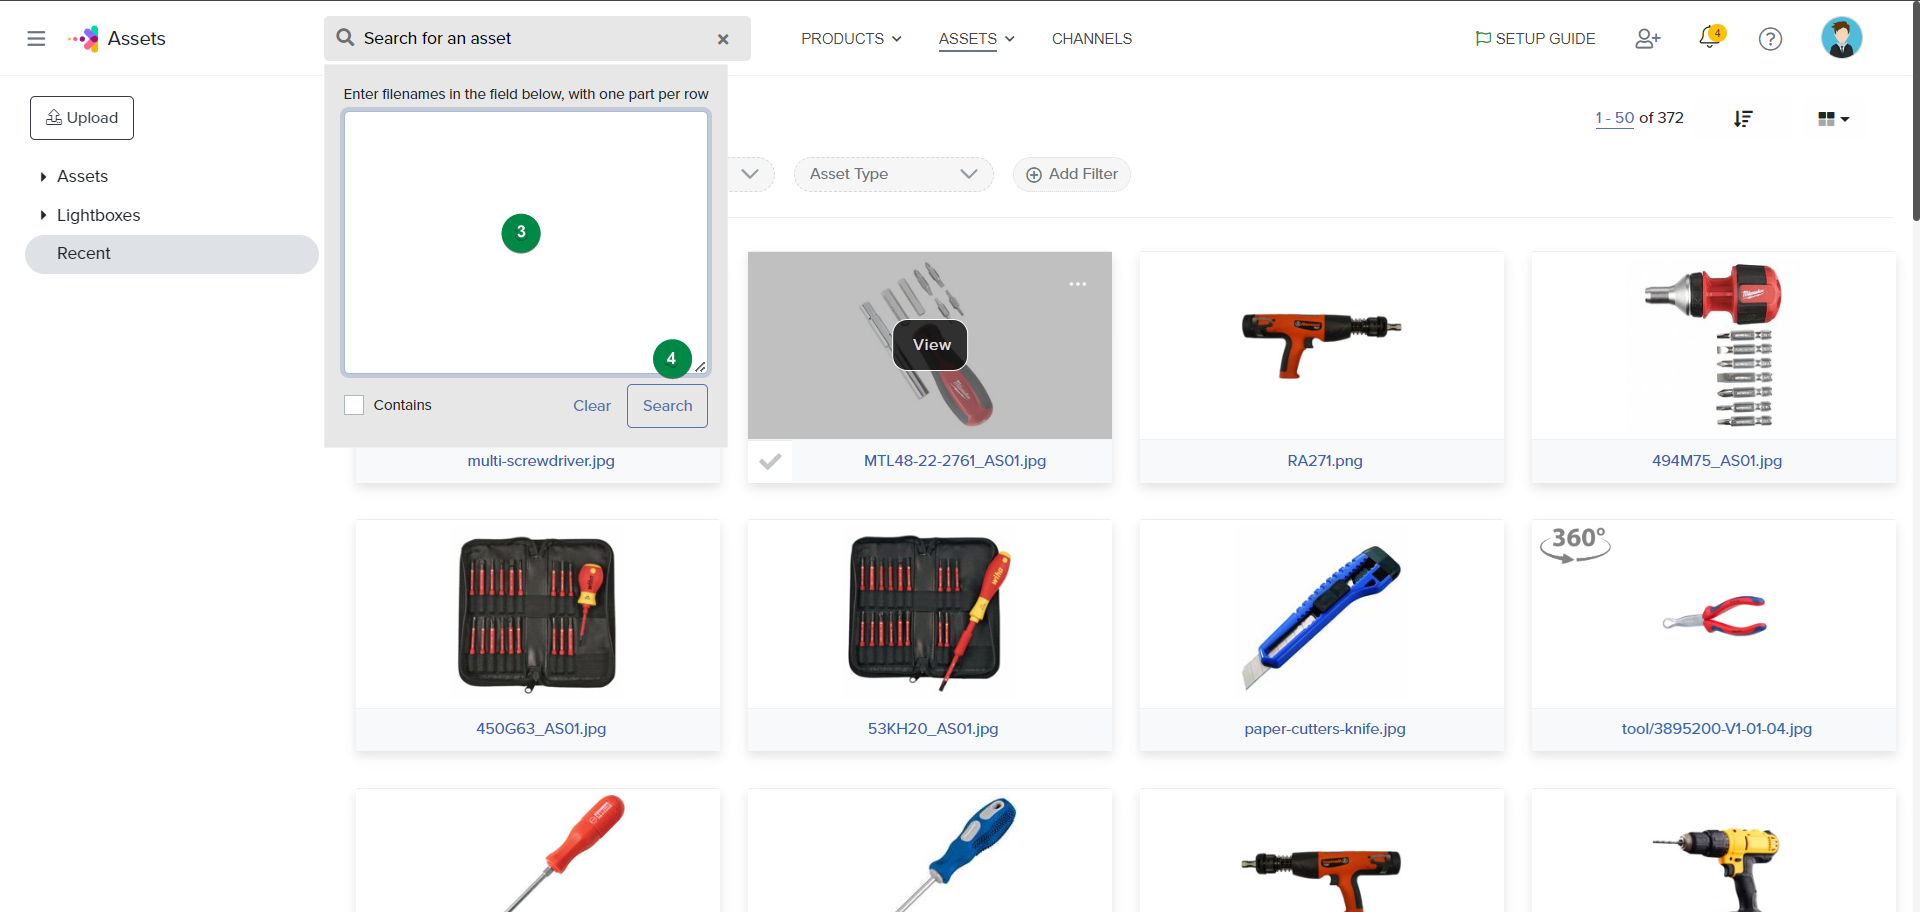 Assets
Search for an asset
PRODUCTS
ASSETS
CHANNELS
SETUP GUIDE
4
Enter filenames in the field below, with one part per row
Upload
1 - 50 of 372
Assets
Asset Type
Add Filter
Lightboxes
3
Recent
View
4
Contains
Clear
Search
multi-screwdriver.jpg
MTL48-22-2761_AS01.jpg
RA271.png
494M75_AS01.jpg
360°
450G63_AS01.jpg
53KH20_AS01.jpg
paper-cutters-knife.jpg
tool/3895200-V1-01-04.jpg